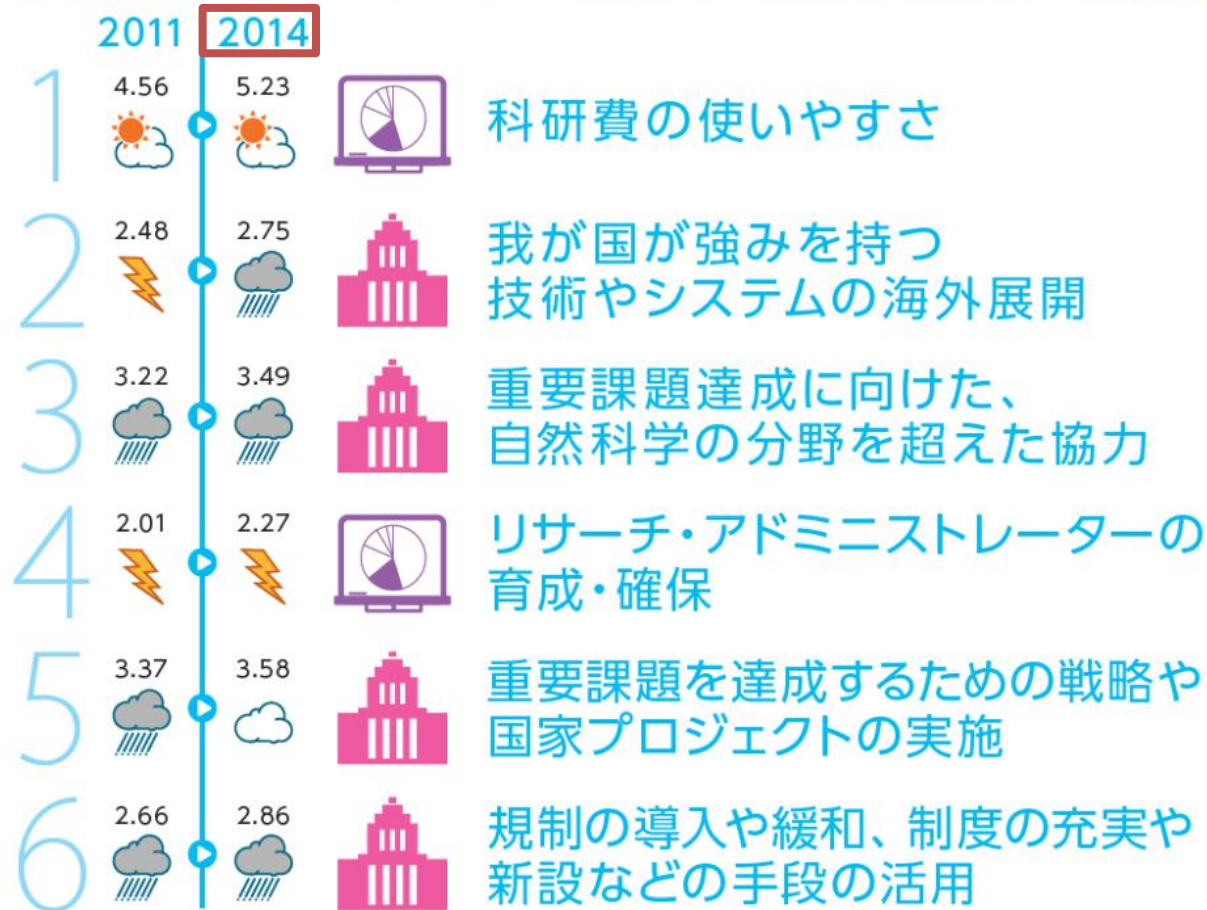 2011 2014
1
4.56 5.23
科研費の使いやすさ
2
2.48 2.75
我が国が強みを持つ
技術やシステムの海外展開
3
3.22 3.49
重要課題達成に向けた、
自然科学の分野を超えた協力
4
2.01 2.27
リサーチ・アドミニストレーターの
育成・確保
5
3.37 3.58
重要課題を達成するための戦略や
国家プロジェクトの実施
6
2.66 2.86
規制の導入や緩和、制度の充実や
新設などの手段の活用